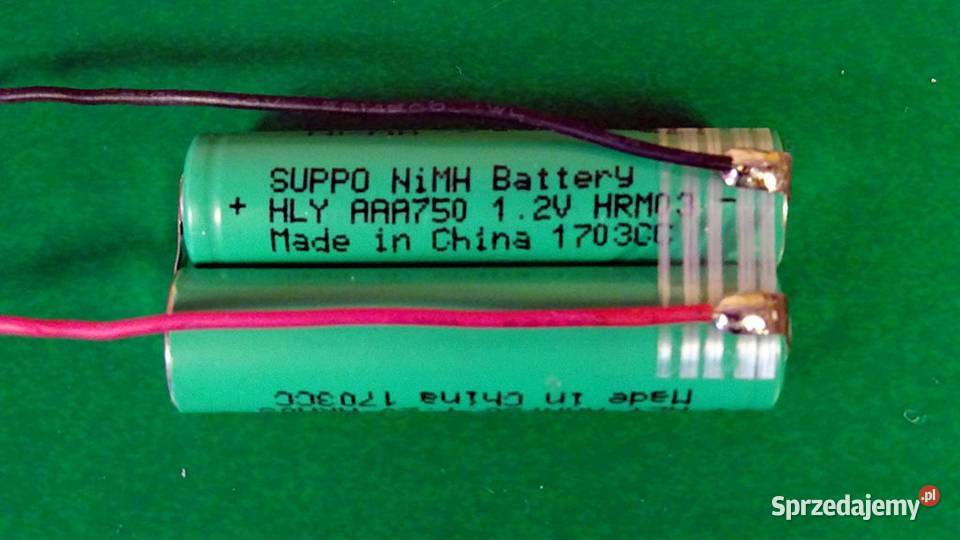 SUPPO NiMH Battery
+ HLY AAA750 1.2V HRM03 -
Made in China 1703CC
Made in China 1703CC
Sprzedajemy.pl